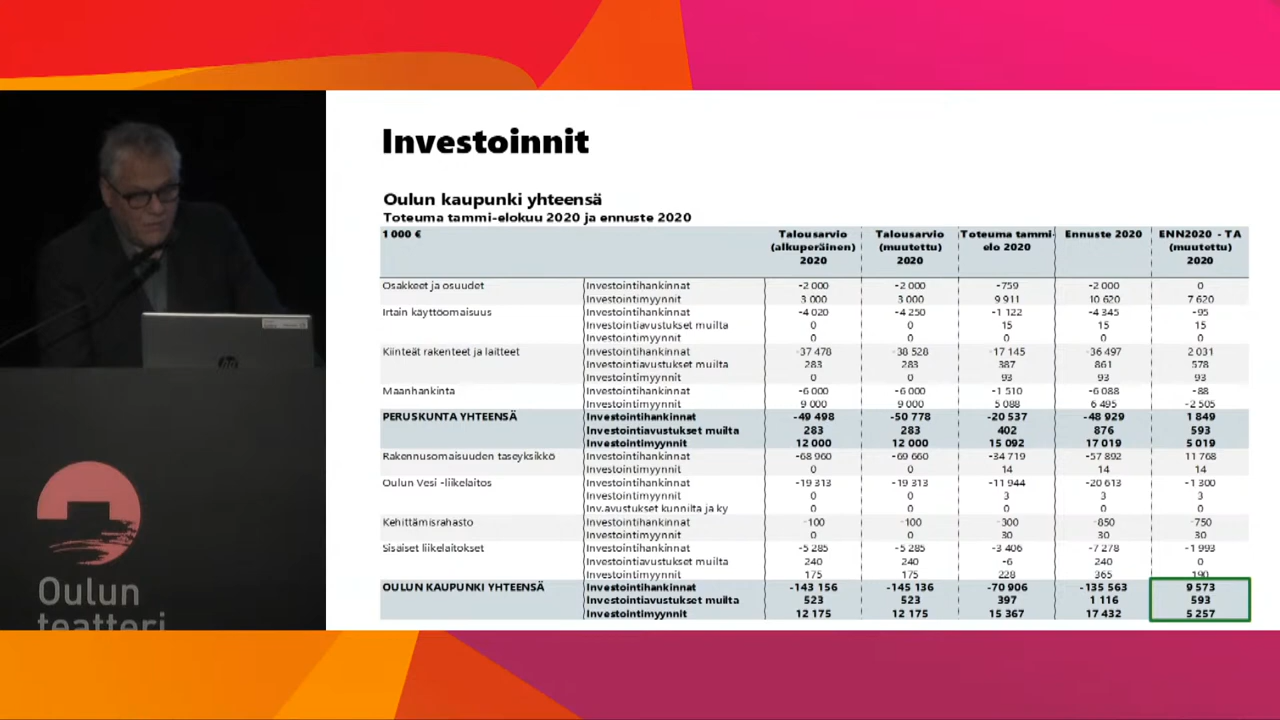 Investoinnit
Oulun kaupunki yhteensä
Toteuma tammi-elokuu 2020 ja ennuste 2020
1 000 € Talousarvio (alkuperäinen) 2020 Talousarvio (muutettu) 2020 Toteuma tammi-elo 2020 Ennuste 2020 ENN2020 - TA (muutettu) 2020
Osakkeet ja osuudet Investointihankinnat -2 000 -2 000 -759 -2 000 0
Investointimyynnit 3 000 3 000 9 911 10 620 7 620
Irtain käyttöomaisuus Investointihankinnat -4 020 -4 250 -1 122 -4 345 -95
Investointiavustukset muilta 0 0 15 15 15
Investointimyynnit 0 0 0 0 0
Kiinteät rakenteet ja laitteet Investointihankinnat -37 478 -38 528 -17 145 -36 497 2 031
Investointiavustukset muilta 283 283 387 861 578
Investointimyynnit 0 0 93 93 93
Maanhankinta Investointihankinnat -6 000 -6 000 -1 510 -6 088 -88
Investointimyynnit 9 000 9 000 5 088 6 495 -2 505
PERUSKUNTA YHTEENSÄ Investointihankinnat -49 498 -50 778 -20 537 -48 929 1 849
Investointiavustukset muilta 283 283 402 876 593
Investointimyynnit 12 000 12 000 15 092 17 019 5 019
Rakennusomaisuuden taseyksikkö Investointihankinnat -68 960 -69 660 -34 719 -57 892 11 768
Investointimyynnit 0 0 14 14 14
Oulun Vesi -liikelaitos Investointihankinnat -19 313 -19 313 -11 944 -20 613 -1 300
Investointimyynnit 0 0 3 3 3
Inv.avustukset kunnilta ja ky 0 0 0 0 0
Kehittämisrahasto Investointihankinnat -100 -100 -300 -850 -750
Investointimyynnit 0 0 30 30 30
Sisäiset liikelaitokset Investointihankinnat -5 285 -5 285 -3 406 -7 278 -1 993
Investointiavustukset muilta 240 240 -6 240 0
Investointimyynnit 175 175 228 365 190
OULUN KAUPUNKI YHTEENSÄ Investointihankinnat -143 156 -145 136 -70 906 -135 563 9 573
Investointiavustukset muilta 523 523 397 1 116 593
Investointimyynnit 12 175 12 175 15 367 17 432 5 257
Oulun
teatteri